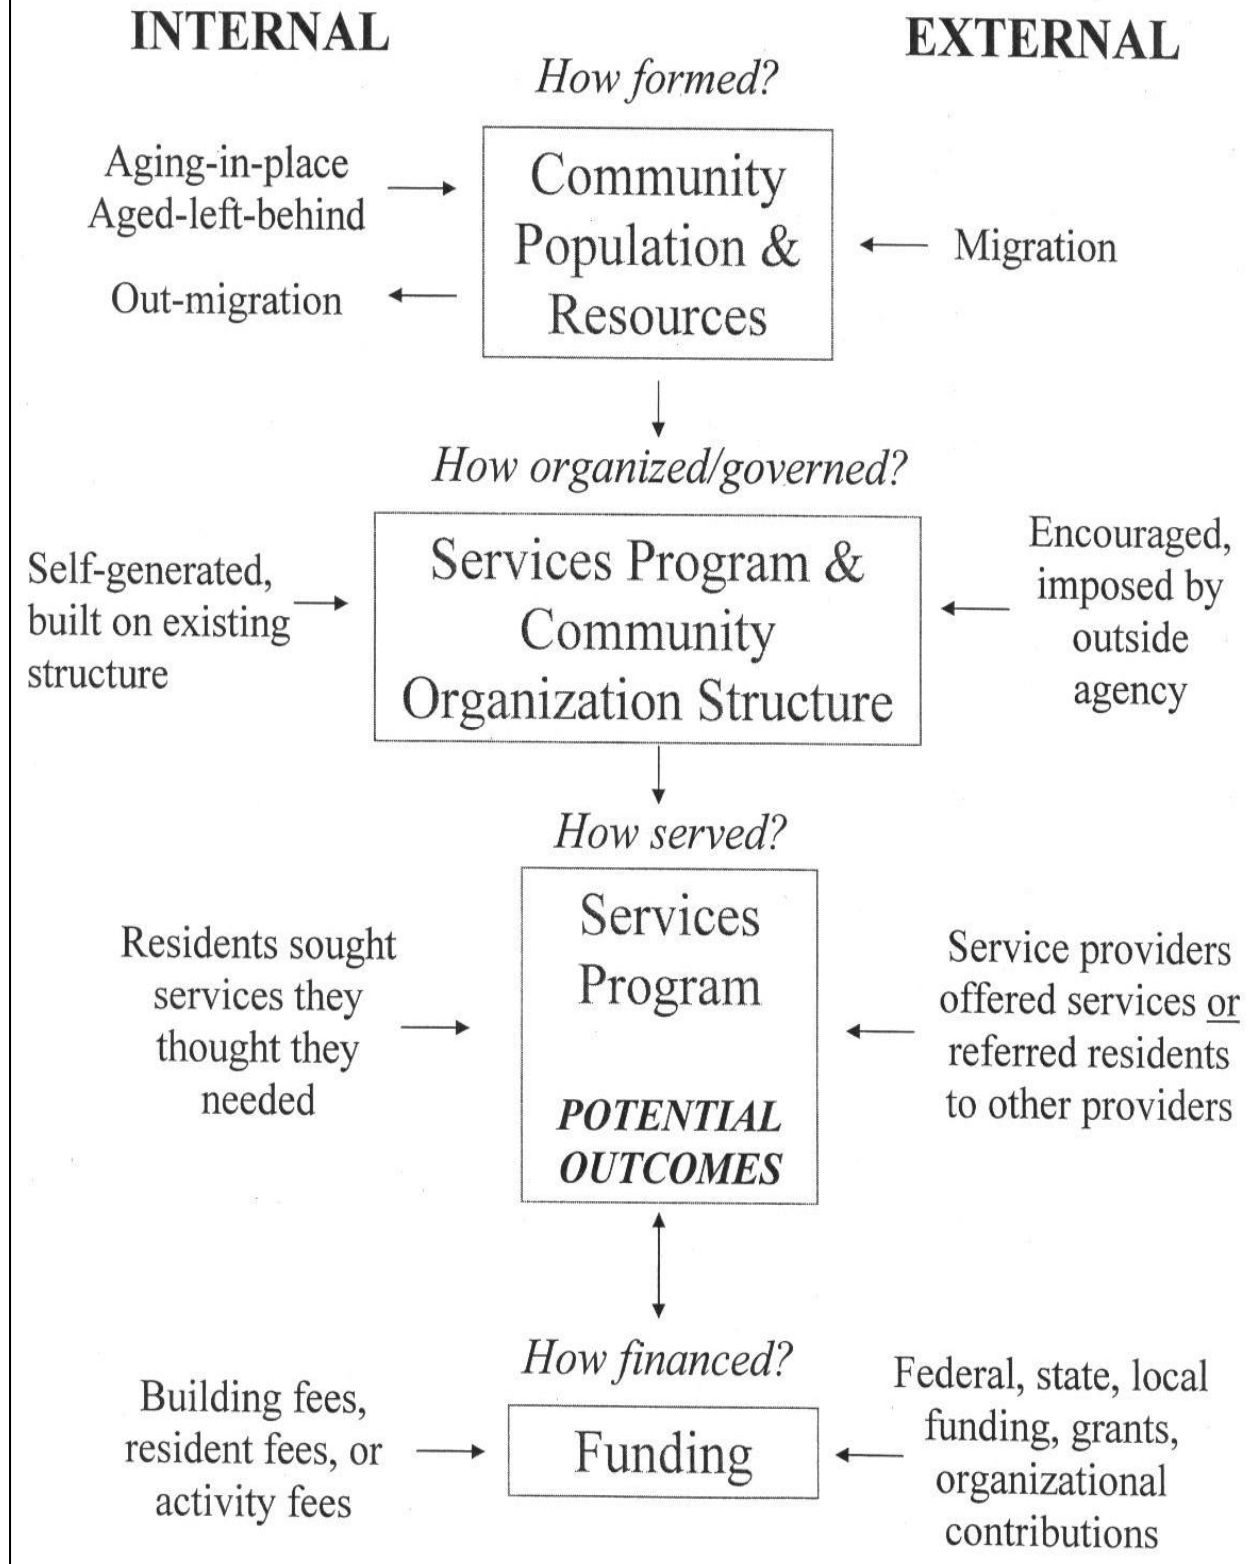 INTERNAL
EXTERNAL
How formed?
Aging-in-place
Aged-left-behind
Out-migration
Community
Population &
Resources
Migration
How organized/governed?
Self-generated,
built on existing
structure
Services Program &
Community
Organization Structure
Encouraged,
imposed by
outside
agency
How served?
Residents sought
services they
thought they
needed
Services
Program
POTENTIAL
OUTCOMES
Service providers
offered services or
referred residents
to other providers
How financed?
Building fees,
resident fees, or
activity fees
Funding
Federal, state, local
funding, grants,
organizational
contributions